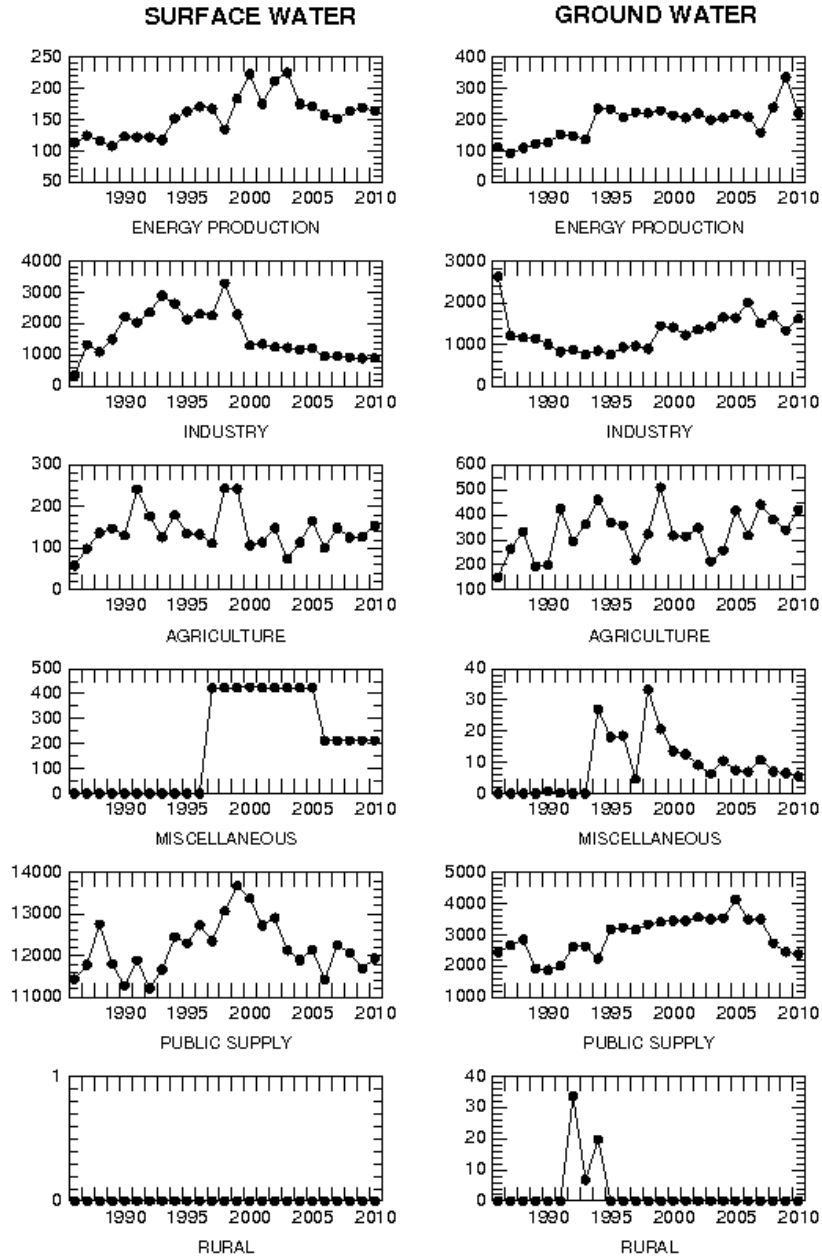 SURFACE WATER GROUND WATER
250
200
150
100
50
1990 1995 2000 2005 2010
ENERGY PRODUCTION
400
300
200
100
0
1990 1995 2000 2005 2010
ENERGY PRODUCTION
4000
3000
2000
1000
0
1990 1995 2000 2005 2010
INDUSTRY
3000
2000
1000
0
1990 1995 2000 2005 2010
INDUSTRY
300
200
100
0
1990 1995 2000 2005 2010
AGRICULTURE
600
500
400
300
200
100
1990 1995 2000 2005 2010
AGRICULTURE
500
400
300
200
100
0
1990 1995 2000 2005 2010
MISCELLANEOUS
40
30
20
10
0
1990 1995 2000 2005 2010
MISCELLANEOUS
14000
13000
12000
11000
1990 1995 2000 2005 2010
PUBLIC SUPPLY
5000
4000
3000
2000
1000
1990 1995 2000 2005 2010
PUBLIC SUPPLY
1
0
1990 1995 2000 2005 2010
RURAL
40
30
20
10
0
1990 1995 2000 2005 2010
RURAL